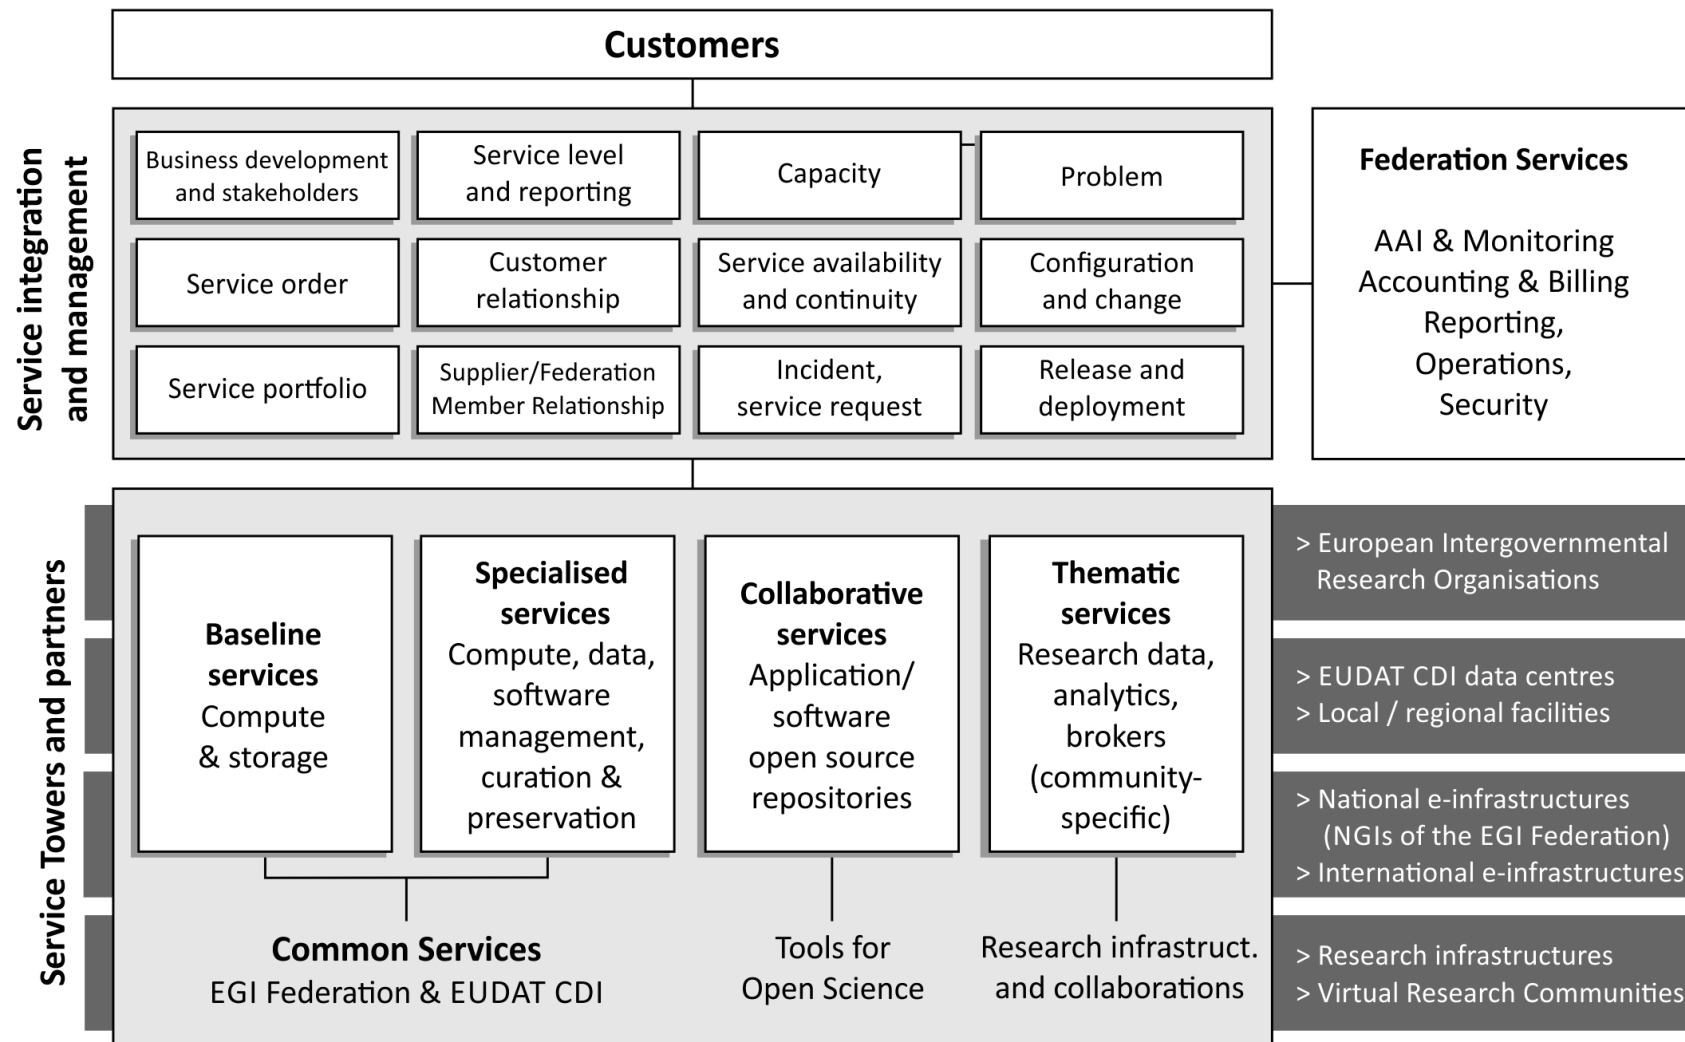 Customers
Service integration
and management
Business development
and stakeholders
Service level
and reporting
Capacity
Problem
Service order
Customer
relationship
Service availability
and continuity
Configuration
and change
Service portfolio
Supplier/Federation
Member Relationship
Incident,
service request
Release and
deployment
Federation Services
AAI & Monitoring
Accounting & Billing
Reporting,
Operations,
Security
Service Towers and partners
Baseline
services
Compute
& storage
Specialised
services
Compute, data,
software
management,
curation &
preservation
Collaborative
services
Application/
software
open source
repositories
Thematic
services
Research data,
analytics,
brokers
(community-
specific)
Common Services
EGI Federation & EUDAT CDI
Tools for
Open Science
Research infrastruct.
and collaborations
> European Intergovernmental
Research Organisations
> EUDAT CDI data centres
> Local / regional facilities
> National e-infrastructures
(NGIs of the EGI Federation)
> International e-infrastructures
> Research infrastructures
> Virtual Research Communities